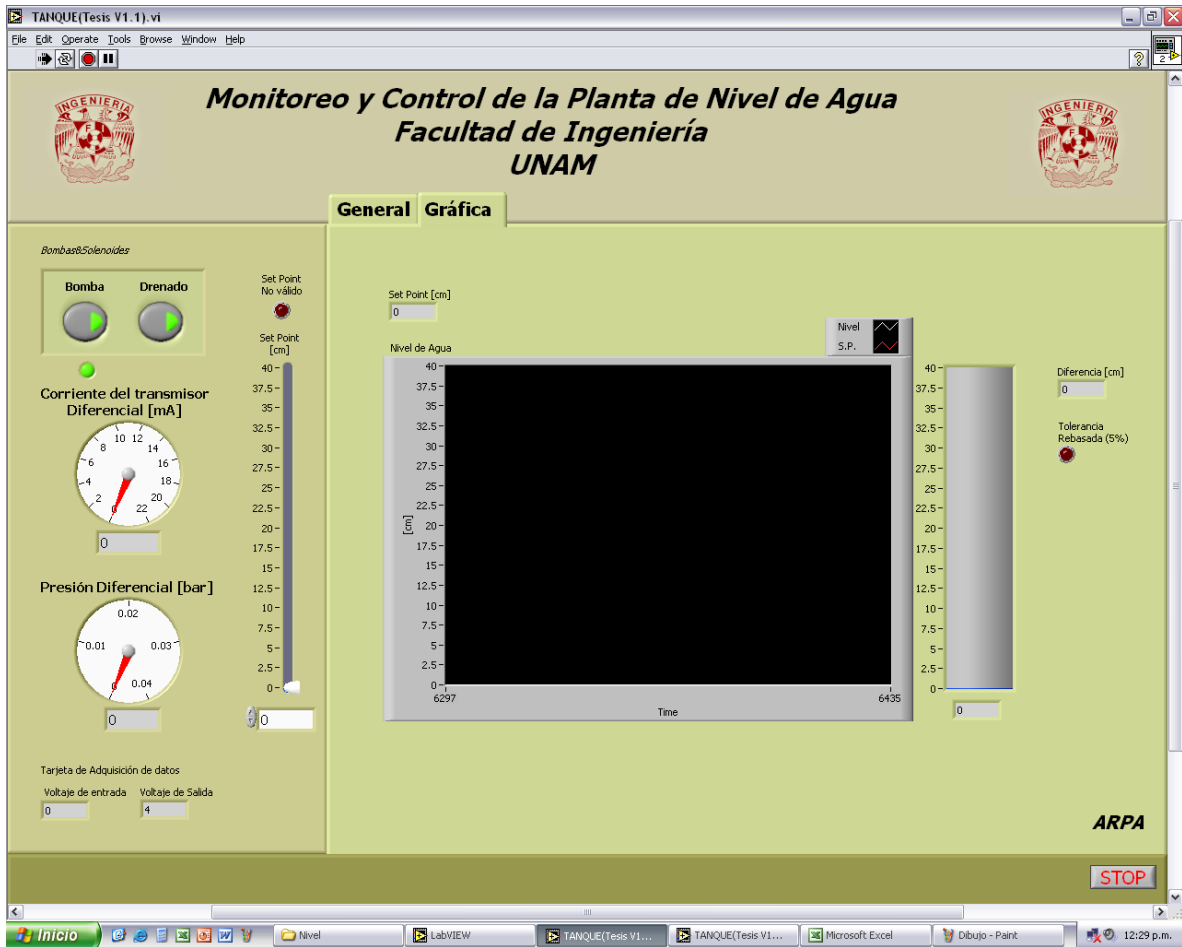 TANQUE(Tesis V1.1).vi
File Edit Operate Tools Browse Window Help
2
Monitoreo y Control de la Planta de Nivel de Agua
Facultad de Ingeniería
UNAM
INGENIERIA
INGENIERIA
General Gráfica
Bombas&Solenoides
Bomba Drenado
Set Point
No válido
Set Point
[cm]
40
37.5
35
32.5
30
27.5
25
22.5
20
17.5
15
12.5
10
7.5
5
2.5
0
0
Corriente del transmisor
Diferencial [mA]
0 2 4 6 8 10 12 14 16 18 20 22
0
Presión Diferencial [bar]
0 0.01 0.02 0.03 0.04
0
Tarjeta de Adquisición de datos
Voltaje de entrada Voltaje de Salida
0 4
Set Point [cm]
0
Nivel
S.P.
Nivel de Agua
[cm]
40
37.5
35
32.5
30
27.5
25
22.5
20
17.5
15
12.5
10
7.5
5
2.5
0
6297 6435
Time
40
37.5
35
32.5
30
27.5
25
22.5
20
17.5
15
12.5
10
7.5
5
2.5
0
0
Diferencia [cm]
0
Tolerancia
Rebasada (5%)
ARPA
STOP
Inicio Nivel LabVIEW TANQUE(Tesis V1... TANQUE(Tesis V1... Microsoft Excel Dibujo - Paint 12:29 p.m.